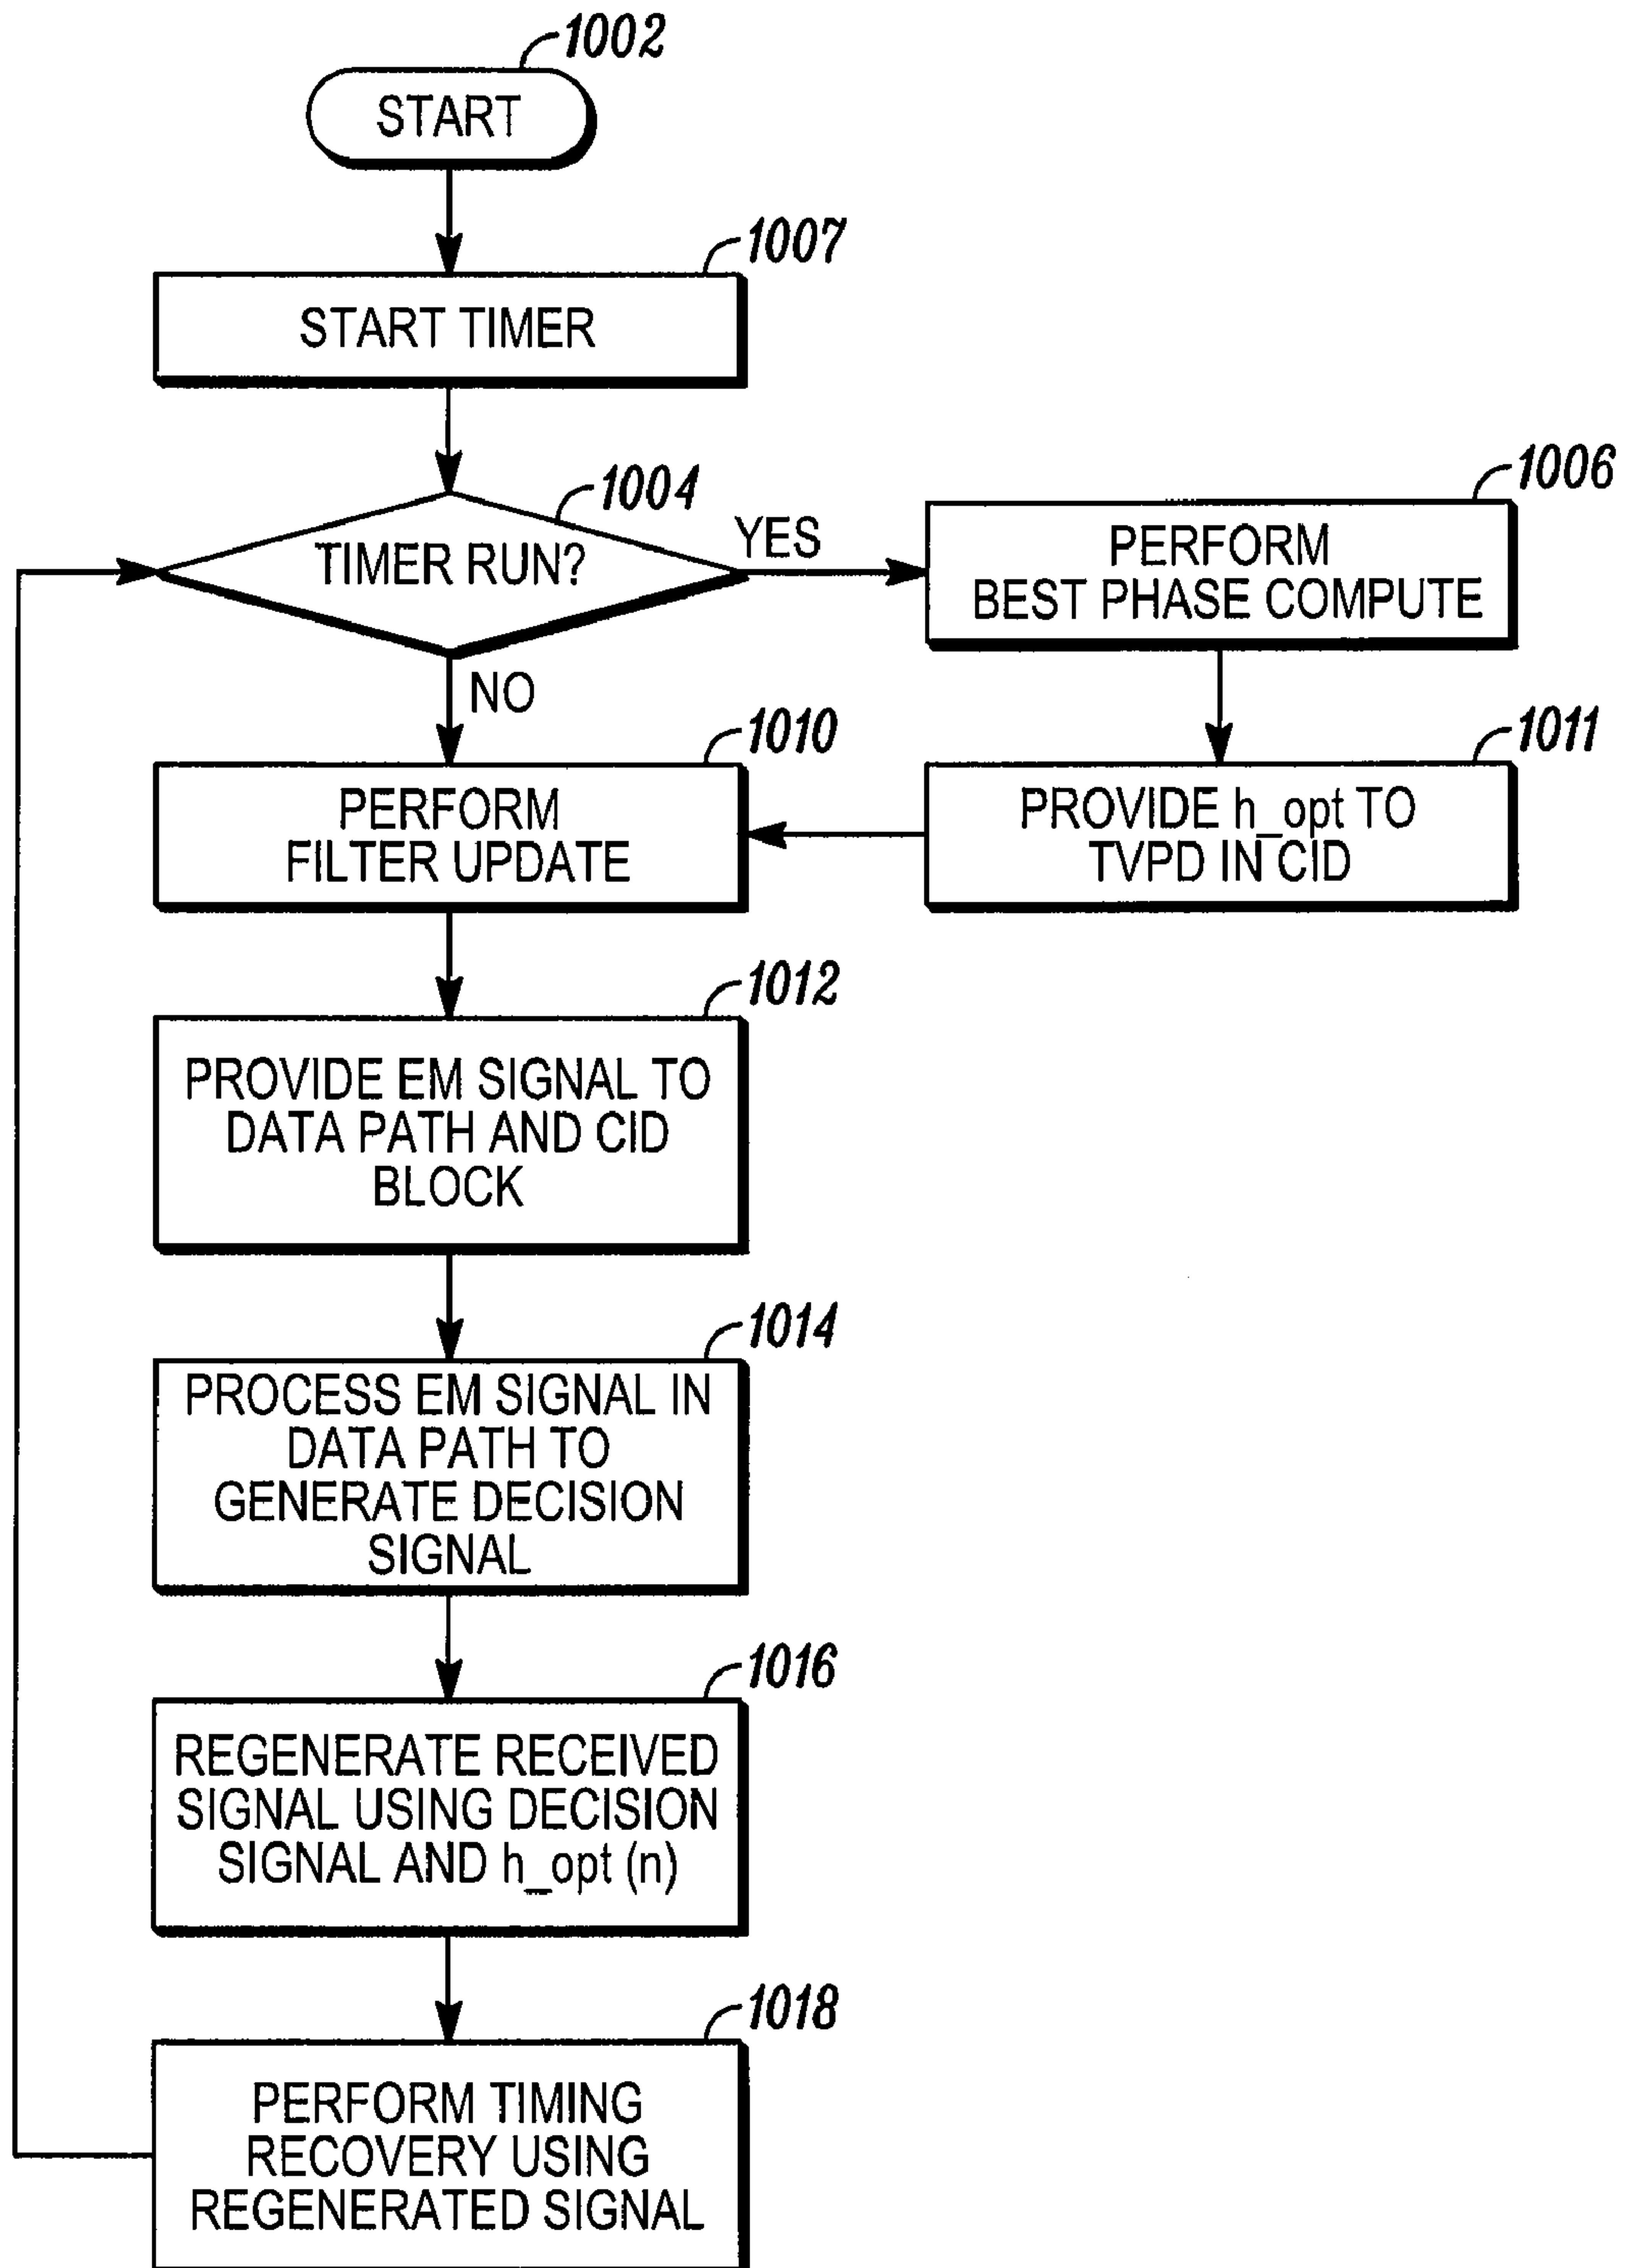 1002
START
1007
START TIMER
1004
TIMER RUN?
YES
NO
1006
PERFORM
BEST PHASE COMPUTE
1011
PROVIDE h_opt TO
TVPD IN CID
1010
PERFORM
FILTER UPDATE
1012
PROVIDE EM SIGNAL TO
DATA PATH AND CID
BLOCK
1014
PROCESS EM SIGNAL IN
DATA PATH TO
GENERATE DECISION
SIGNAL
1016
REGENERATE RECEIVED
SIGNAL USING DECISION
SIGNAL AND h_opt (n)
1018
PERFORM TIMING
RECOVERY USING
REGENERATED SIGNAL